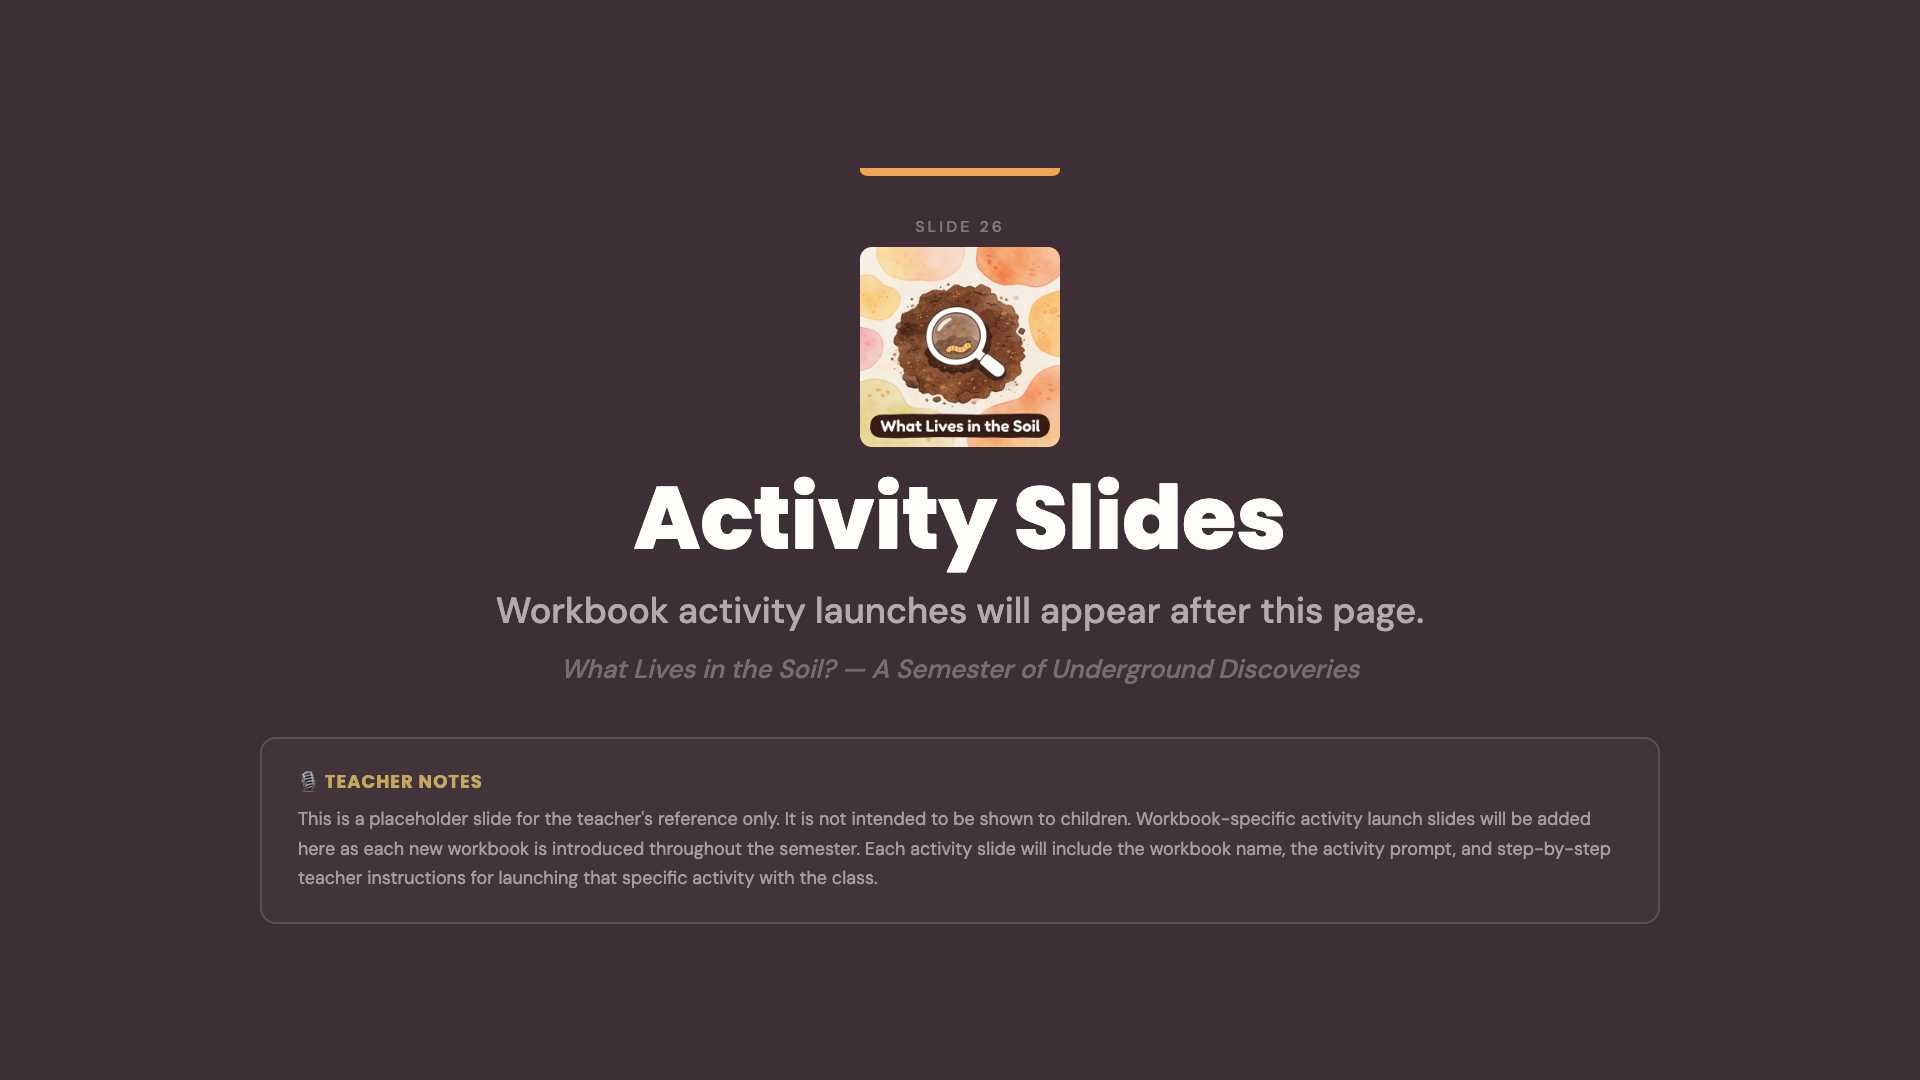 SLIDE 26
What Lives in the Soil
Activity Slides
Workbook activity launches will appear after this page.
What Lives in the Soil? — A Semester of Underground Discoveries
🎙 TEACHER NOTES
This is a placeholder slide for the teacher's reference only. It is not intended to be shown to children. Workbook-specific activity launch slides will be added
here as each new workbook is introduced throughout the semester. Each activity slide will include the workbook name, the activity prompt, and step-by-step
teacher instructions for launching that specific activity with the class.